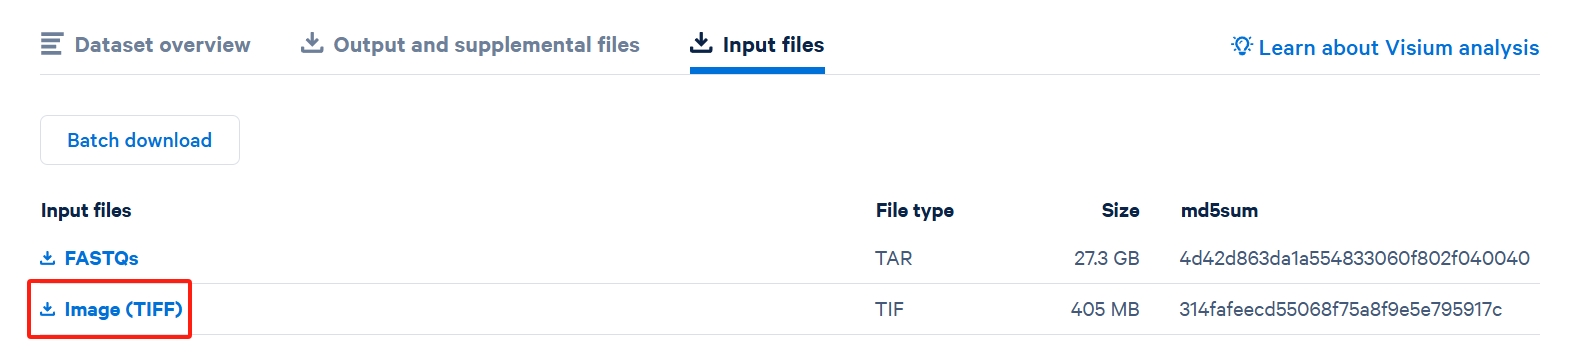 Dataset overview Output and supplemental files Input files Learn about Visium analysis
Batch download
Input files File type Size md5sum
FASTQs TAR 27.3 GB 4d42d863da1a554833060f802f040040
Image (TIFF) TIF 405 MB 314fafeecd55068f75a8f9e5e795917c